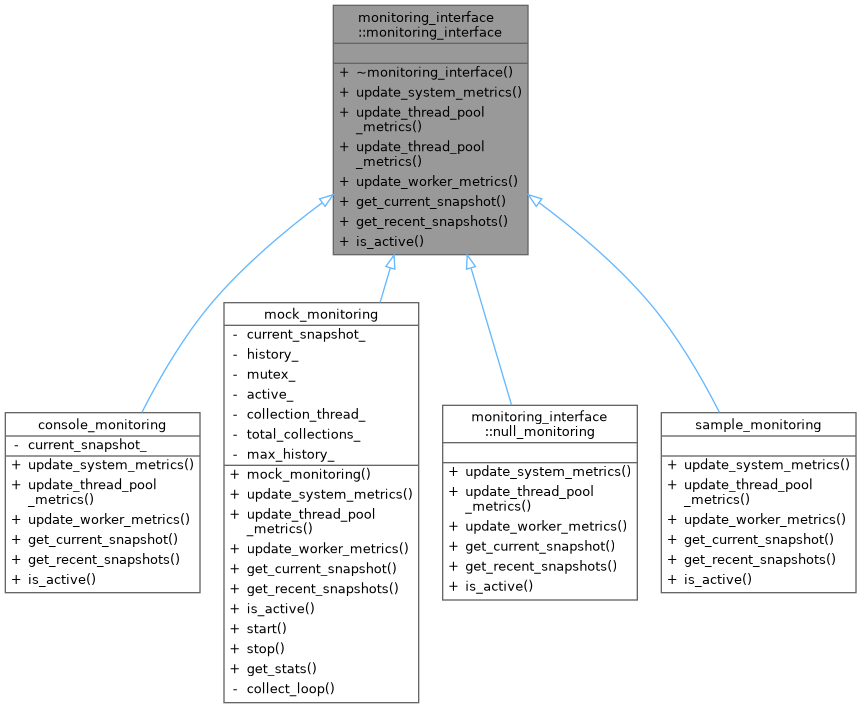 monitoring_interface
::monitoring_interface
+ ~monitoring_interface()
+ update_system_metrics()
+ update_thread_pool
_metrics()
+ update_thread_pool
_metrics()
+ update_worker_metrics()
+ get_current_snapshot()
+ get_recent_snapshots()
+ is_active()
mock_monitoring
- current_snapshot_
- history_
- mutex_
- active_
- collection_thread_
- total_collections_
- max_history_
+ mock_monitoring()
+ update_system_metrics()
+ update_thread_pool
_metrics()
+ update_worker_metrics()
+ get_current_snapshot()
+ get_recent_snapshots()
+ is_active()
+ start()
+ stop()
+ get_stats()
- collect_loop()
console_monitoring
- current_snapshot_
+ update_system_metrics()
+ update_thread_pool
_metrics()
+ update_worker_metrics()
+ get_current_snapshot()
+ get_recent_snapshots()
+ is_active()
monitoring_interface
::null_monitoring
+ update_system_metrics()
+ update_thread_pool
_metrics()
+ update_worker_metrics()
+ get_current_snapshot()
+ get_recent_snapshots()
+ is_active()
sample_monitoring
+ update_system_metrics()
+ update_thread_pool
_metrics()
+ update_worker_metrics()
+ get_current_snapshot()
+ get_recent_snapshots()
+ is_active()